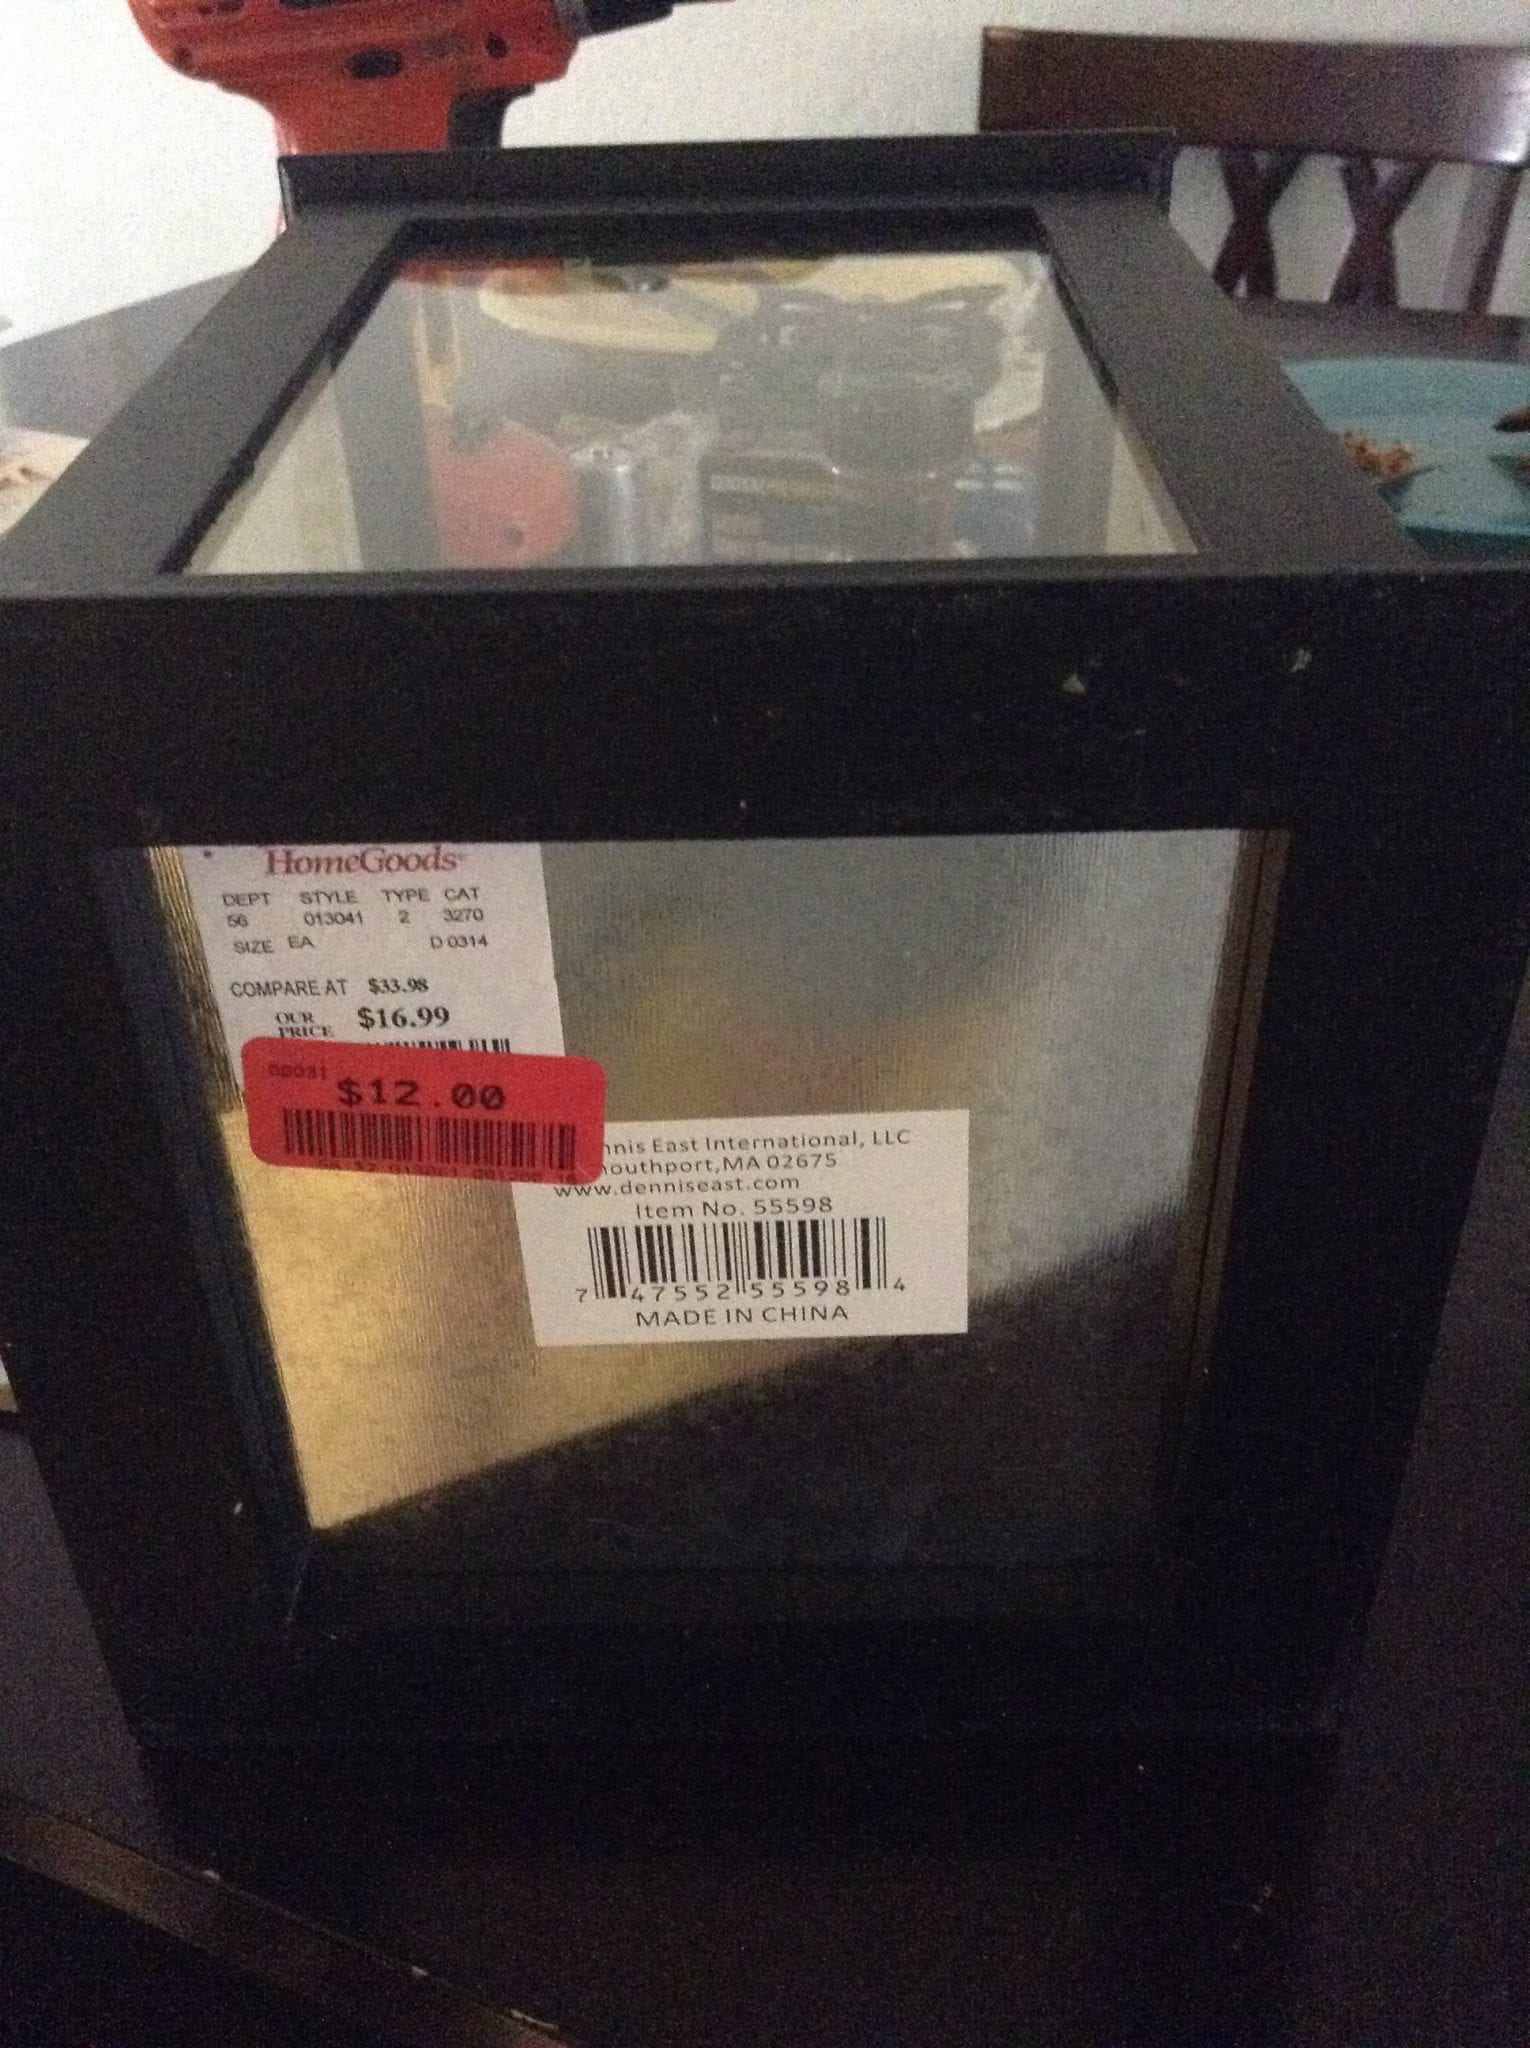 HomeGoods
DEPT STYLE TYPE CAT
56 013041 2 3270
SIZE EA D 0314
COMPARE AT $33.98
OUR PRICE $16.99
00031
$12.00
nnis East International, LLC
mouthport, MA 02675
www.denniseast.com
Item No. 55598
7 47552 55598 4
MADE IN CHINA